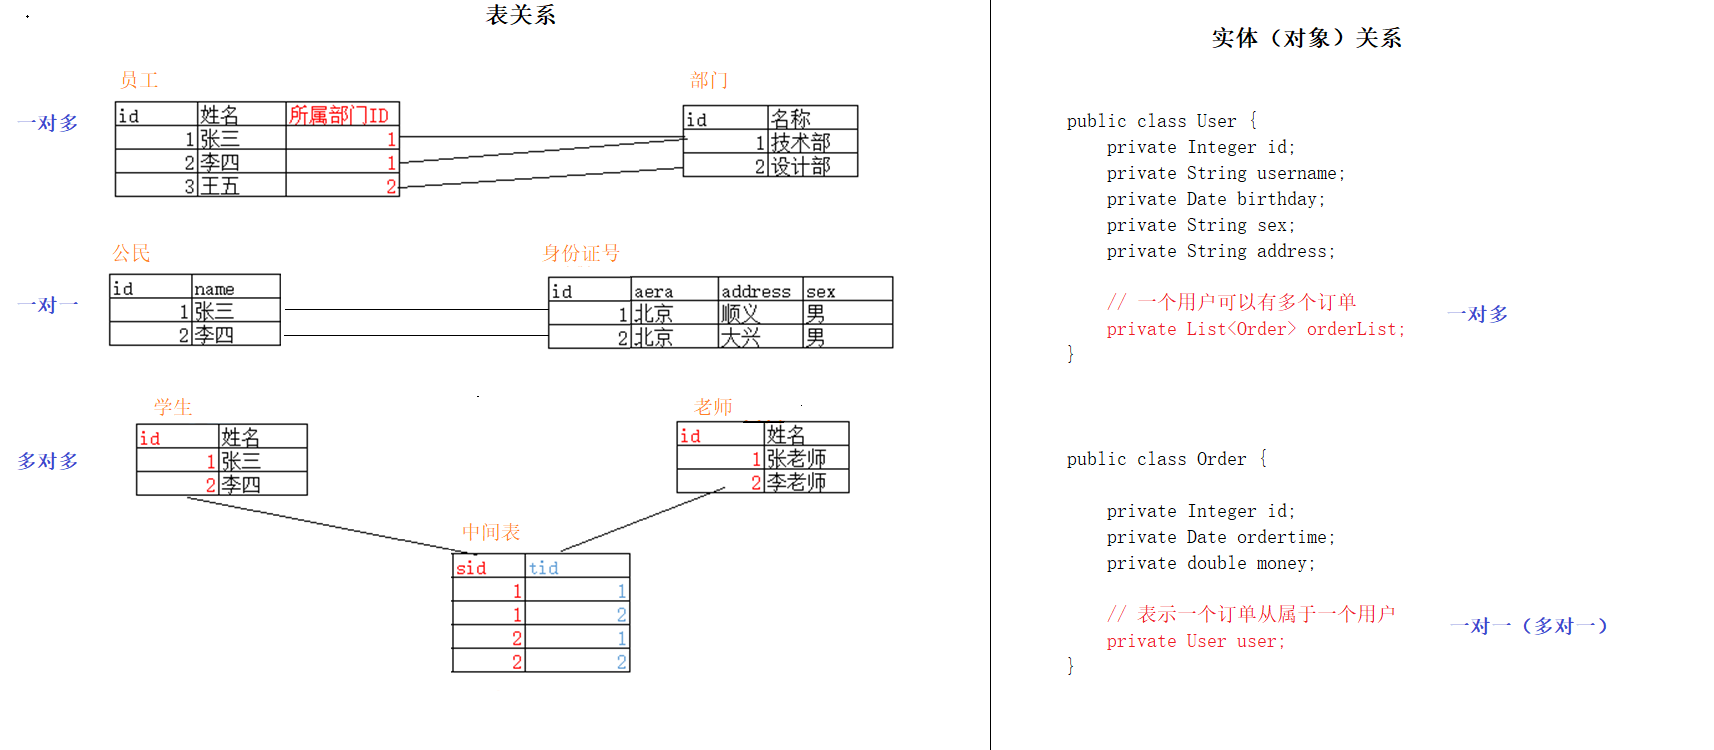 表关系
员工
部门
一对多
id 姓名 所属部门ID
1 张三 1
2 李四 1
3 王五 2
id 名称
1 技术部
2 设计部
公民
身份证号
一对一
id name
1 张三
2 李四
id aera address sex
1 北京 顺义 男
2 北京 大兴 男
学生
老师
多对多
id 姓名
1 张三
2 李四
id 姓名
1 张老师
2 李老师
中间表
sid tid
1 1
1 2
2 1
2 2
实体（对象）关系
public class User {
private Integer id;
private String username;
private Date birthday;
private String sex;
private String address;
// 一个用户可以有多个订单
private List<Order> orderList;
一对多
}
public class Order {
private Integer id;
private Date ordertime;
private double money;
// 表示一个订单从属于一个用户
private User user;
一对一（多对一）
}